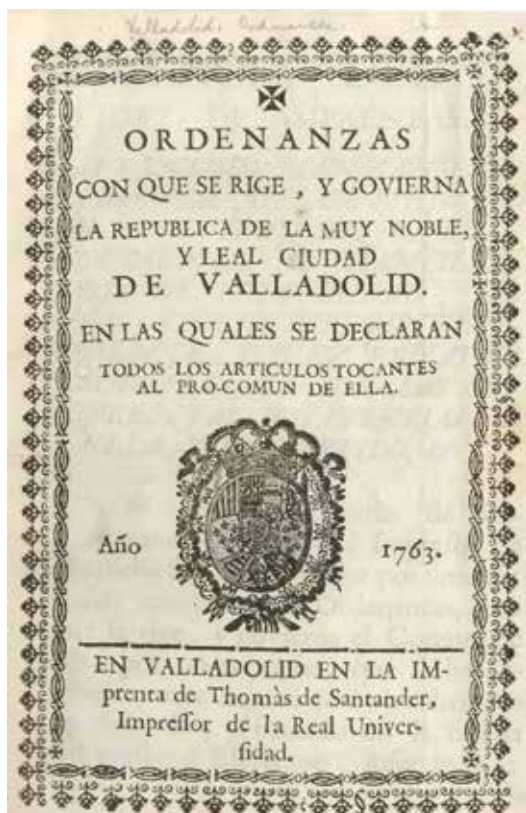 Valladolid. Ordinances
ORDENANZAS
CON QUE SE RIGE, Y GOVIERNA
LA REPUBLICA DE LA MUY NOBLE,
Y LEAL CIUDAD
DE VALLADOLID.
EN LAS QUALES SE DECLARAN
TODOS LOS ARTICULOS TOCANTES
AL PRO-COMUN DE ELLA.
Año 1763.
EN VALLADOLID EN LA IM-
prenta de Thomàs de Santander,
Impressor de la Real Univer-
sidad.